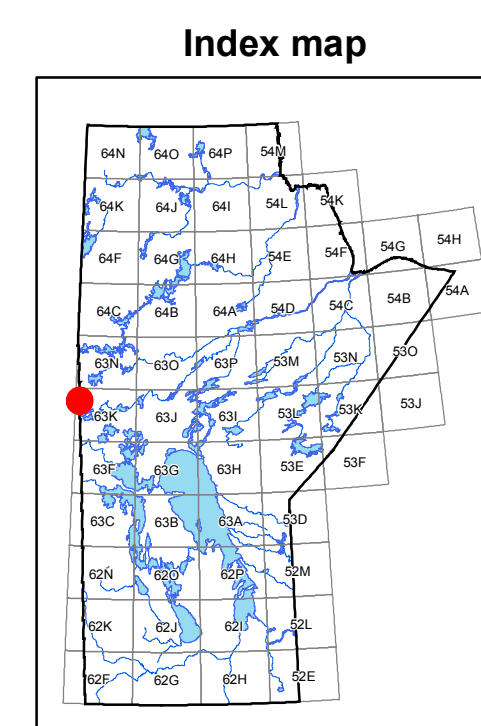 Index map
64N 64O 64P 54M
64K 64J 64I 54L 54K
64F 64G 64H 54E 54F 54G 54H
64C 64B 64A 54D 54C 54B 54A
63N 63O 63P 53M 53N 53O
63K 63J 63I 53L 53K 53J
63F 63G 63H 53E 53F
63C 63B 63A 53D
62N 62O 62P 52M
62K 62J 62I 52L
62F 62G 62H 52E